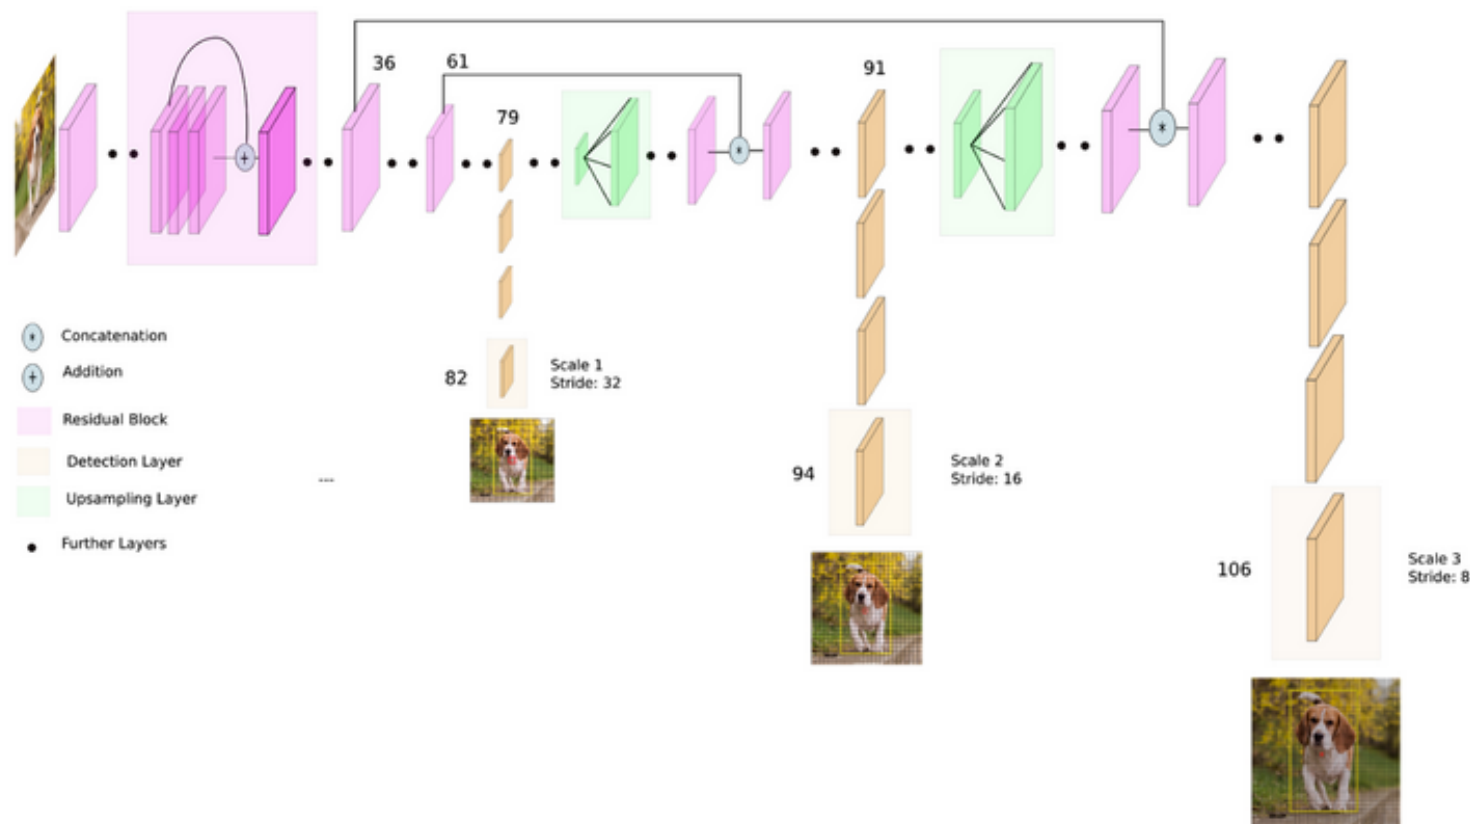 36
61
91
79
Concatenation
Addition
Residual Block
Detection Layer
Upsampling Layer
Further Layers
...
82
Scale 1
Stride: 32
94
Scale 2
Stride: 16
106
Scale 3
Stride: 8